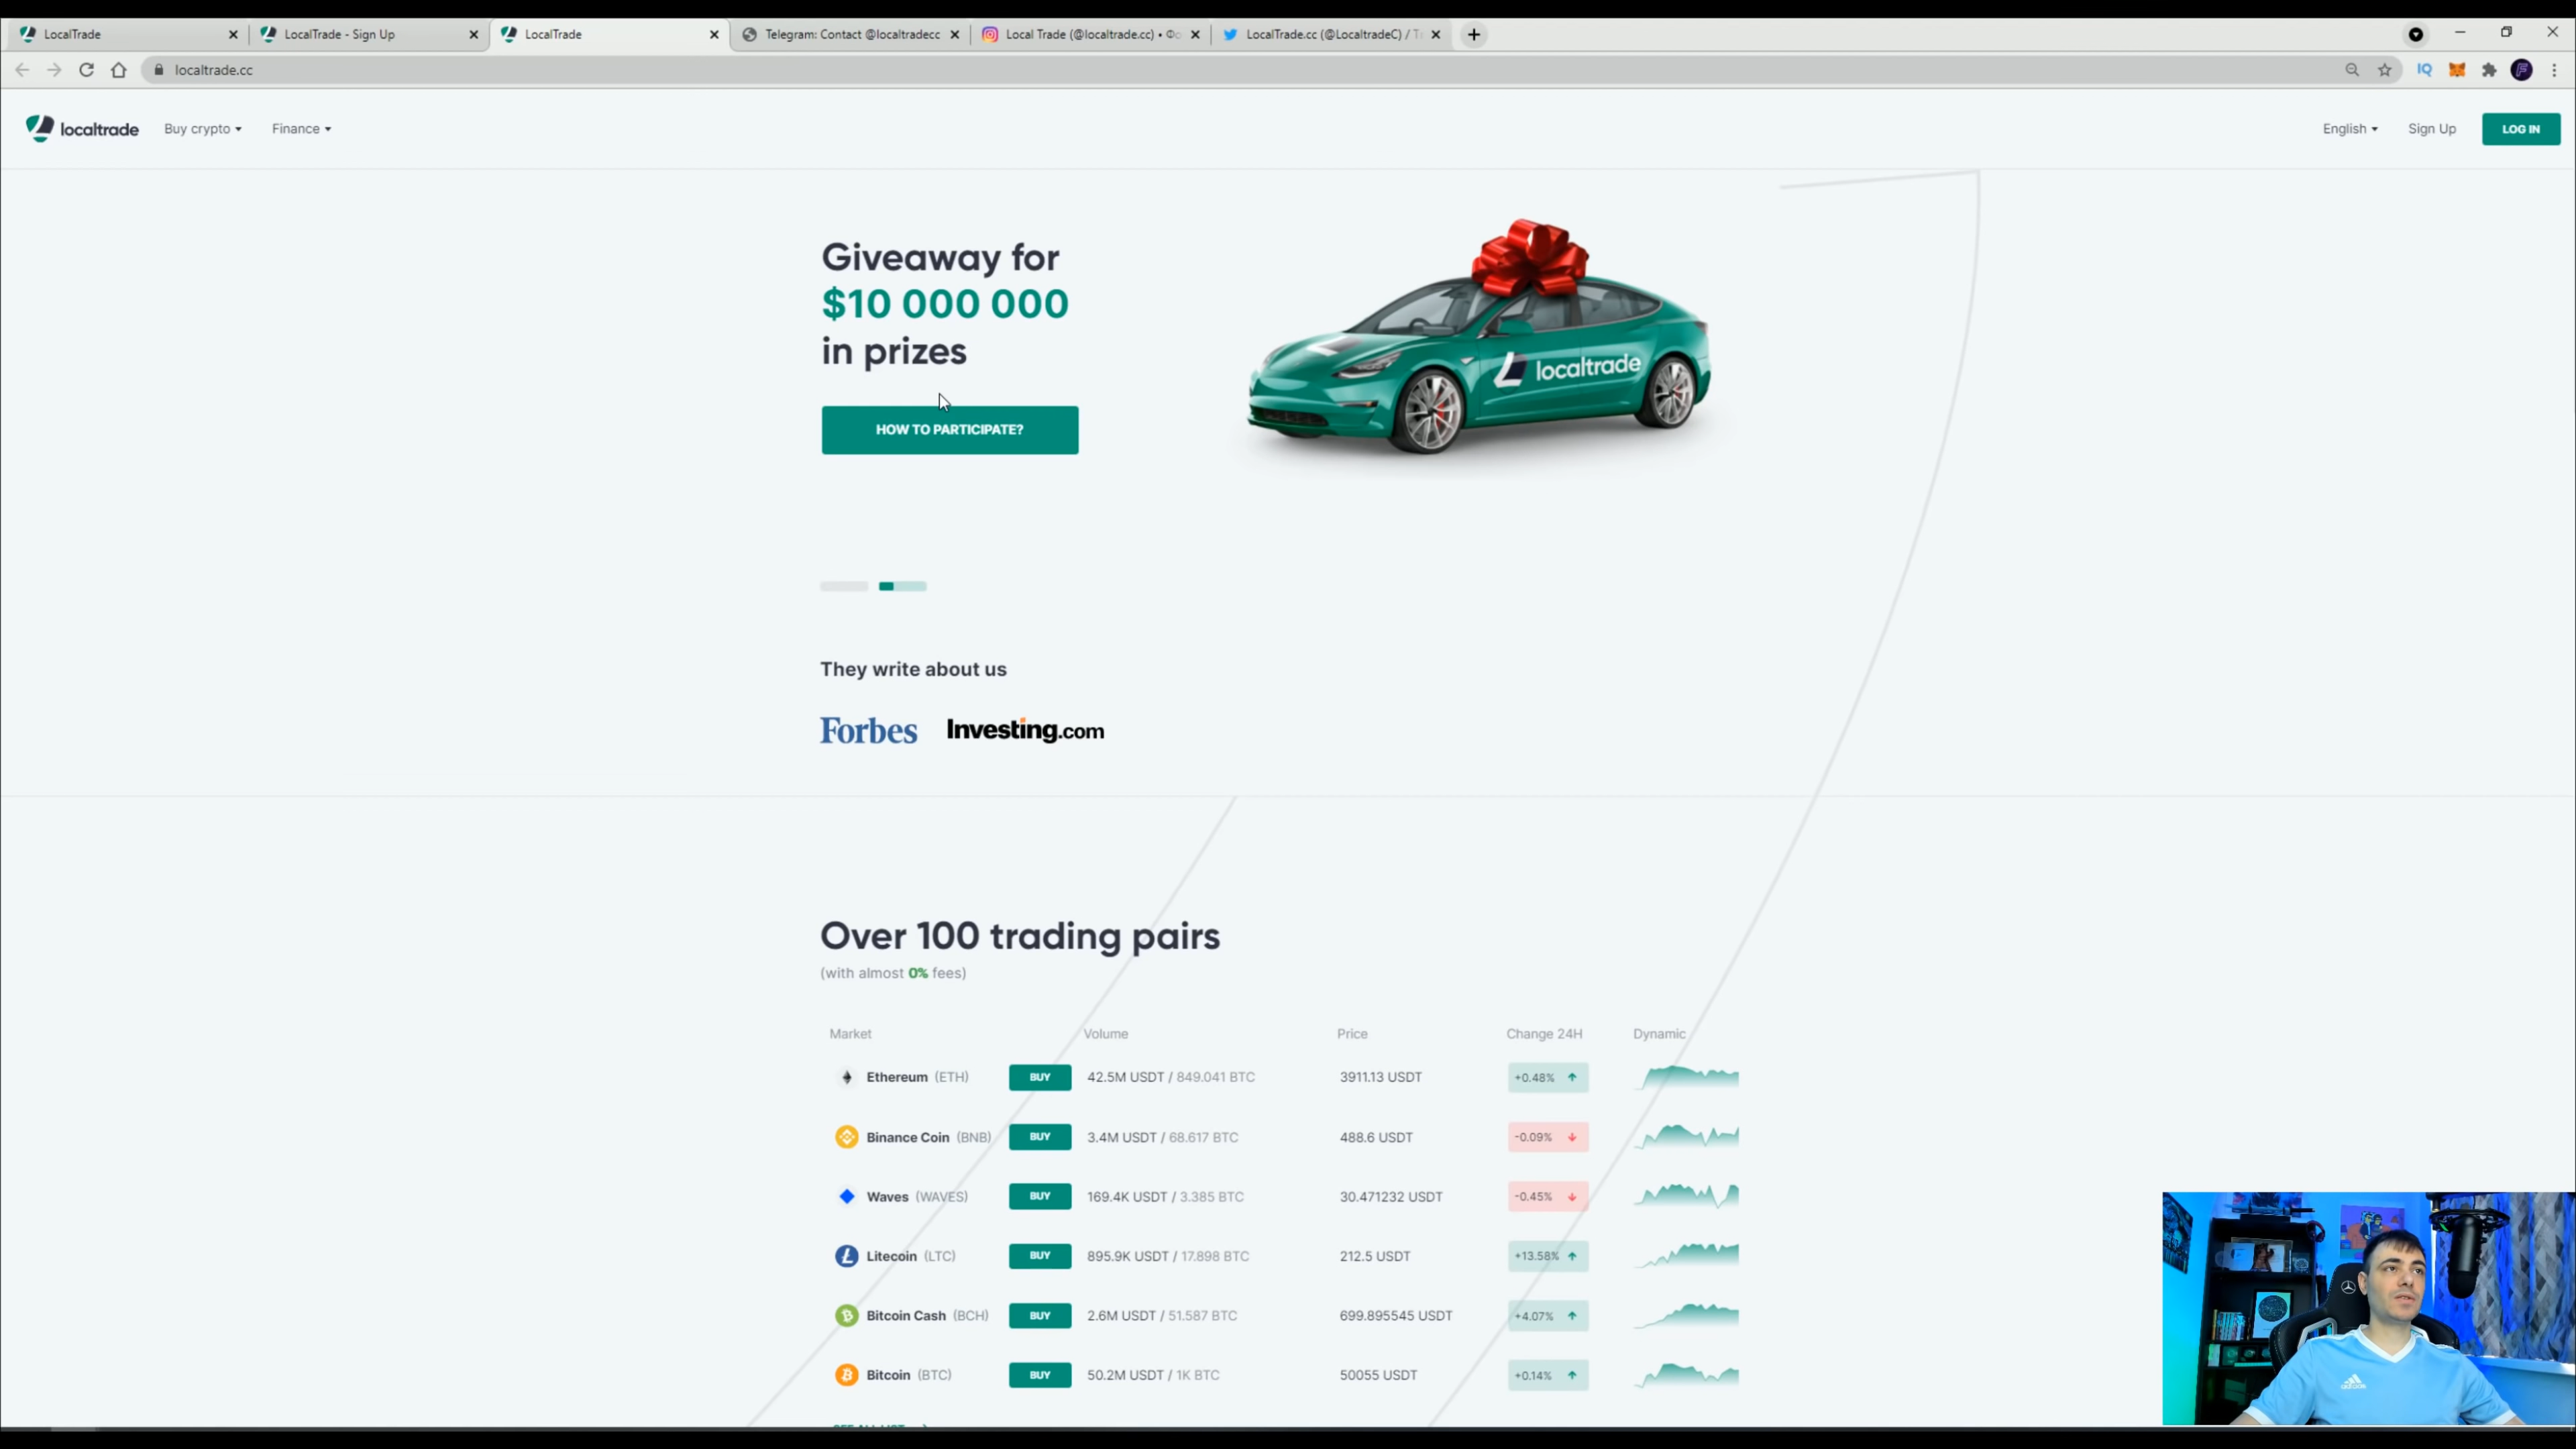 LocalTrade
LocalTrade - Sign Up
LocalTrade
Telegram: Contact @localtradecc
Local Trade (@localtrade.cc) •
LocalTrade.cc (@LocaltradeC) /
localtrade.cc
localtrade
Buy crypto
Finance
English
Sign Up
LOG IN
Giveaway for
$10 000 000
in prizes
HOW TO PARTICIPATE?
localtrade
They write about us
Forbes
Investing.com
Over 100 trading pairs
(with almost 0% fees)
Market Volume Price Change 24H Dynamic
Ethereum (ETH) BUY 42.5M USDT / 849.041 BTC 3911.13 USDT +0.48%
Binance Coin (BNB) BUY 3.4M USDT / 68.617 BTC 488.6 USDT -0.09%
Waves (WAVES) BUY 169.4K USDT / 3.385 BTC 30.471232 USDT -0.45%
Litecoin (LTC) BUY 895.9K USDT / 17.898 BTC 212.5 USDT +13.58%
Bitcoin Cash (BCH) BUY 2.6M USDT / 51.587 BTC 699.895545 USDT +4.07%
Bitcoin (BTC) BUY 50.2M USDT / 1K BTC 50055 USDT +0.14%